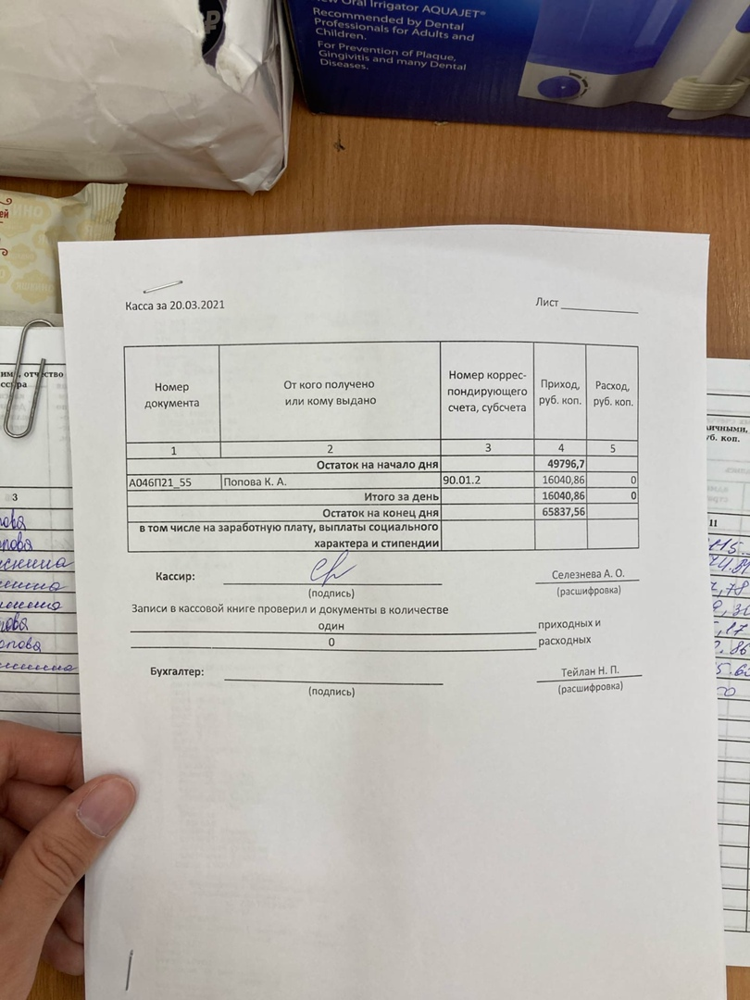 Oral Irrigator AQUAJET®
Recommended by Dental
Professionals for Adults and
Children.
For Prevention of Plaque,
Gingivitis and many Dental
Diseases.
Касса за 20.03.2021
Лист
Номер документа
От кого получено или кому выдано
Номер коррес-пондирующего счета, субсчета
Приход, руб. коп.
Расход, руб. коп.
1 2 3 4 5
Остаток на начало дня 49796,7
А046П21_55 Попова К. А. 90.01.2 16040,86 0
Итого за день 16040,86 0
Остаток на конец дня 65837,56
в том числе на заработную плату, выплаты социального
характера и стипендии
Кассир: Селезнева А. О.
(подпись) (расшифровка)
Записи в кассовой книге проверил и документы в количестве
один приходных и
0 расходных
Бухгалтер: Тейлан Н. П.
(подпись) (расшифровка)
3
11